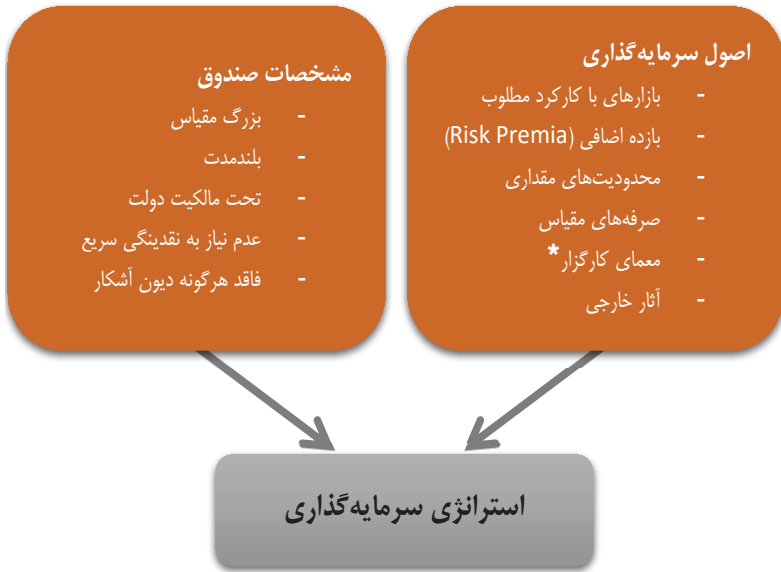 اصول سرمایه‌گذاری
- بازارهای با کارکرد مطلوب
- بازده اضافی (Risk Premia)
- محدودیت‌های مقداری
- صرفه‌های مقیاس
- معمای کارگزار*
- آثار خارجی
مشخصات صندوق
- بزرگ مقیاس
- بلندمدت
- تحت مالکیت دولت
- عدم نیاز به نقدینگی سریع
- فاقد هرگونه دیون آشکار
استرانژی سرمایه‌گذاری